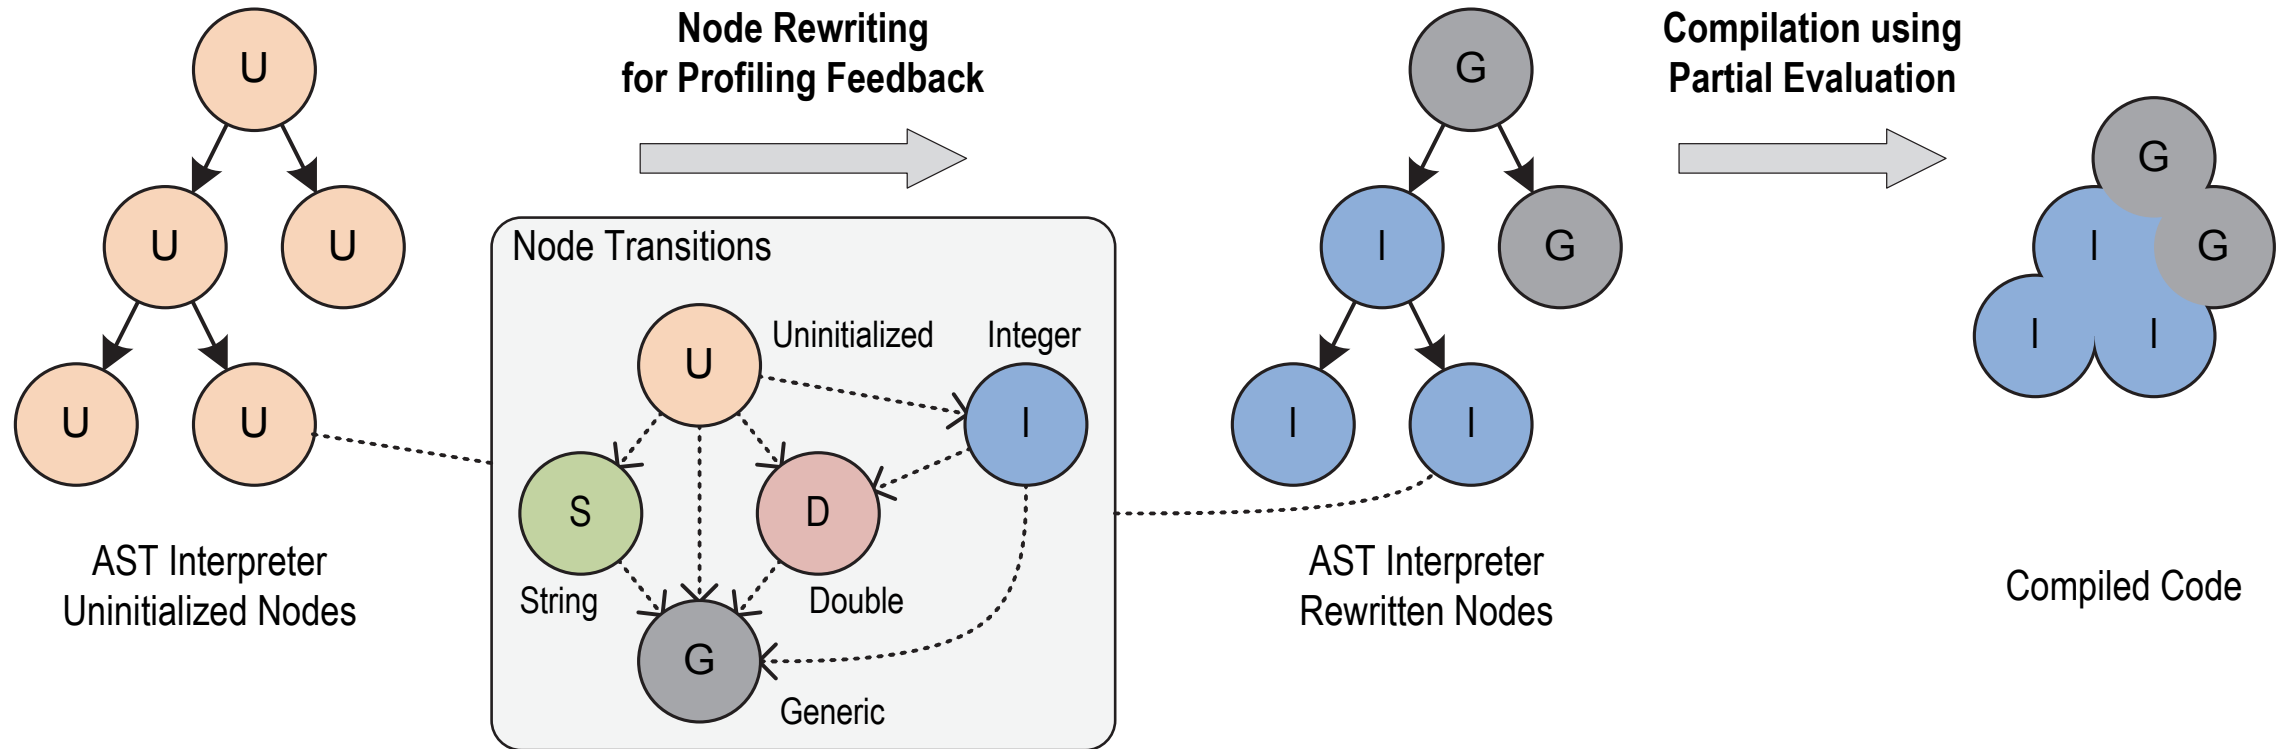 U
U
U
U
U
AST Interpreter
Uninitialized Nodes
Node Rewriting
for Profiling Feedback
Node Transitions
U
Uninitialized
Integer
I
S
D
String
Double
G
Generic
G
I
G
I
I
AST Interpreter
Rewritten Nodes
Compilation using
Partial Evaluation
G
I
G
I
I
Compiled Code